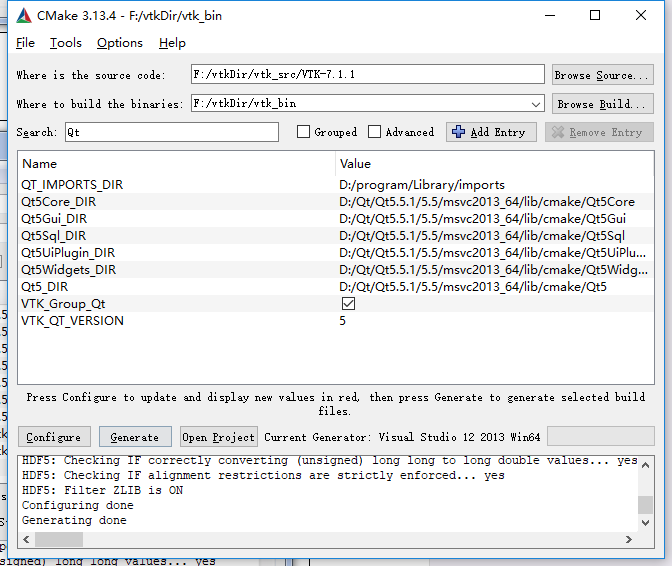 CMake 3.13.4 - F:/vtkDir/vtk_bin
File Tools Options Help
Where is the source code: F:/vtkDir/vtk_src/VTK-7.1.1 Browse Source...
Where to build the binaries: F:/vtkDir/vtk_bin Browse Build...
Search: Qt Grouped Advanced Add Entry Remove Entry
Name Value
QT_IMPORTS_DIR D:/program/Library/imports
Qt5Core_DIR D:/Qt/Qt5.5.1/5.5/msvc2013_64/lib/cmake/Qt5Core
Qt5Gui_DIR D:/Qt/Qt5.5.1/5.5/msvc2013_64/lib/cmake/Qt5Gui
Qt5Sql_DIR D:/Qt/Qt5.5.1/5.5/msvc2013_64/lib/cmake/Qt5Sql
Qt5UiPlugin_DIR D:/Qt/Qt5.5.1/5.5/msvc2013_64/lib/cmake/Qt5UiPlu...
Qt5Widgets_DIR D:/Qt/Qt5.5.1/5.5/msvc2013_64/lib/cmake/Qt5Widg...
Qt5_DIR D:/Qt/Qt5.5.1/5.5/msvc2013_64/lib/cmake/Qt5
VTK_Group_Qt
VTK_QT_VERSION 5
Press Configure to update and display new values in red, then press Generate to generate selected build
files.
Configure Generate Open Project Current Generator: Visual Studio 12 2013 Win64
HDF5: Checking IF correctly converting (unsigned) long long to long double values... yes
HDF5: Checking IF alignment restrictions are strictly enforced... yes
HDF5: Filter ZLIB is ON
Configuring done
Generating done
signed) long long values... yes